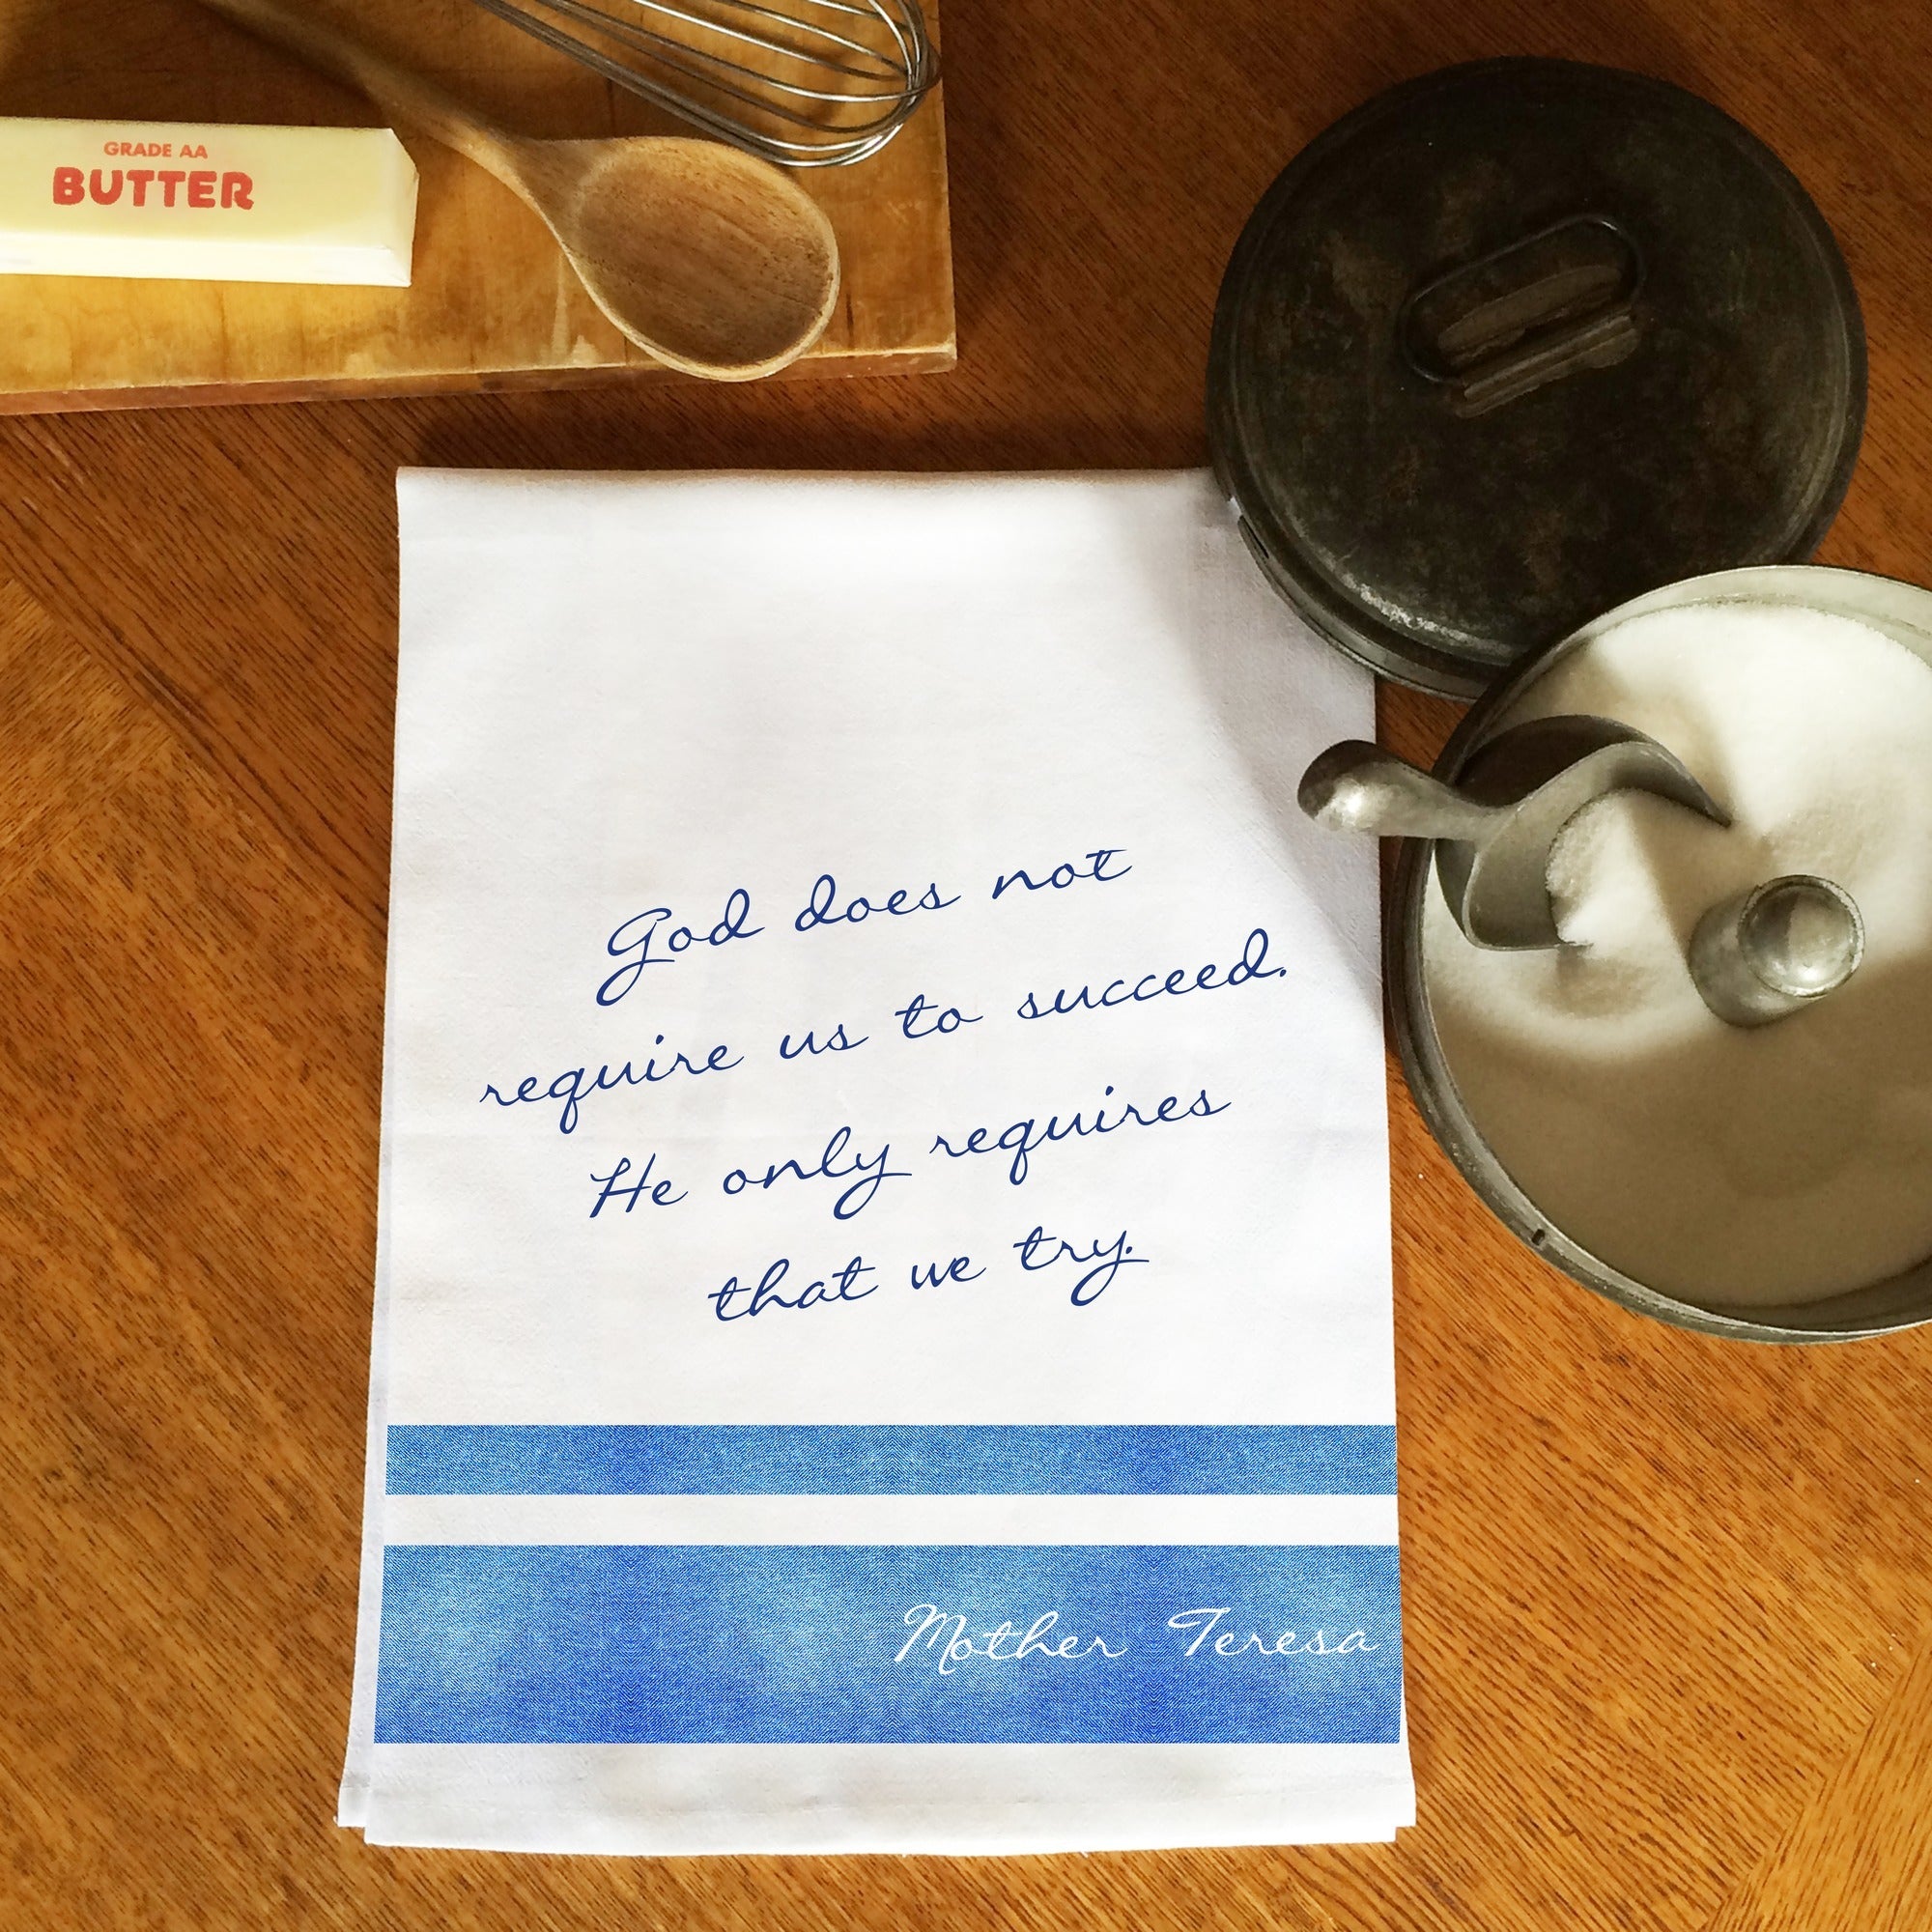 GRADE AA
BUTTER
God does not
require us to succeed.
He only requires
that we try.
Mother Teresa